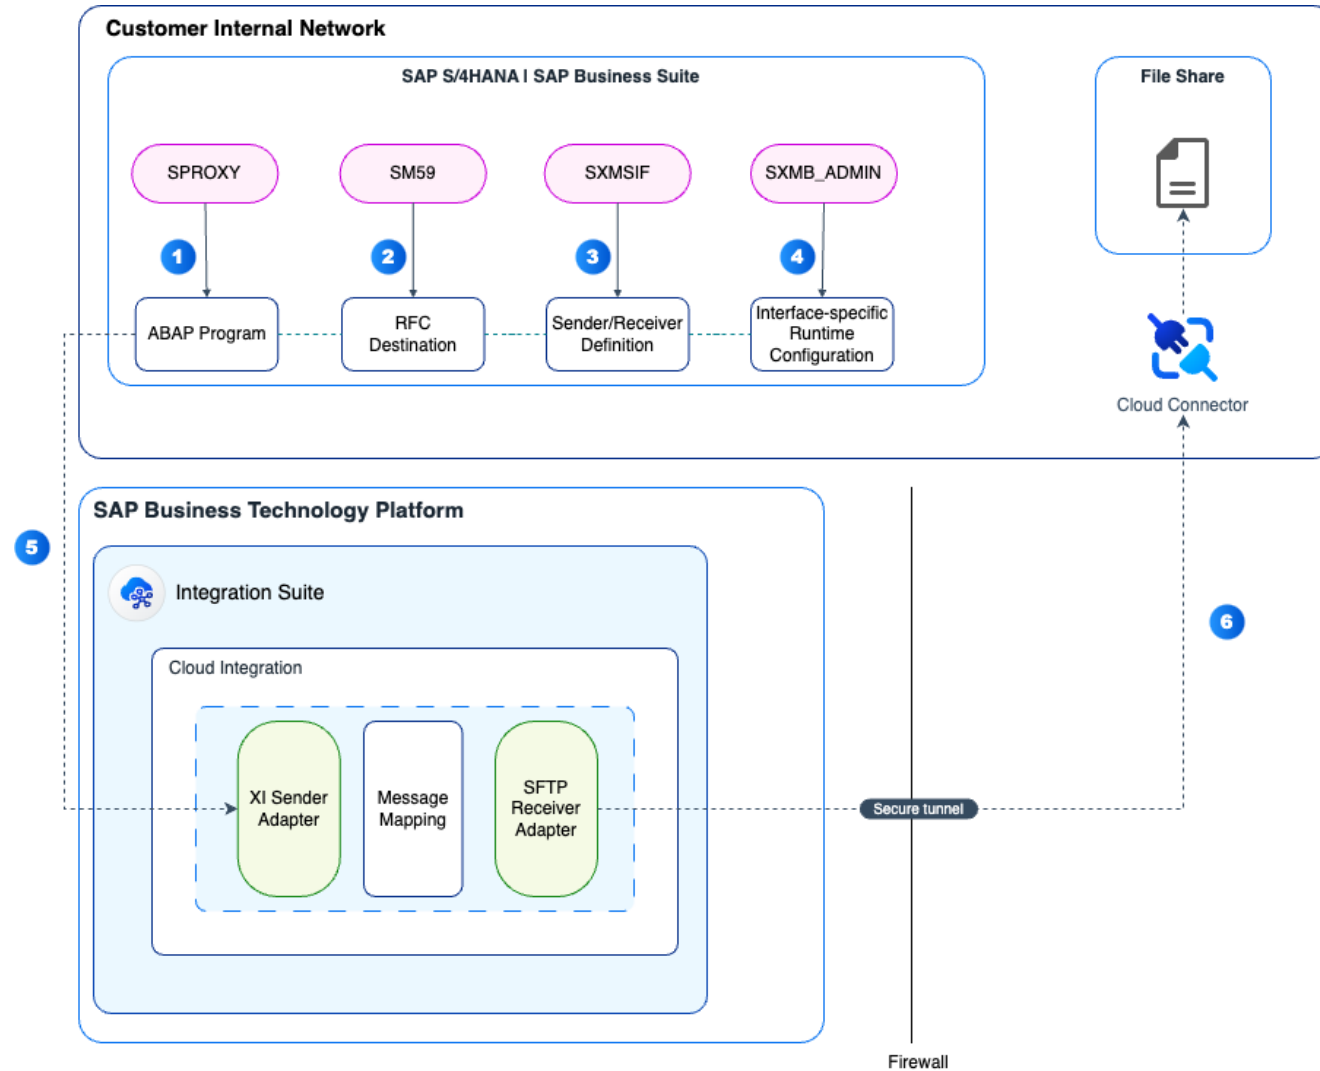 Customer Internal Network
SAP S/4HANA | SAP Business Suite
File Share
SPROXY
SM59
SXMSIF
SXMB_ADMIN
1
2
3
4
ABAP Program
RFC
Destination
Sender/Receiver
Definition
Interface-specific
Runtime
Configuration
Cloud Connector
SAP Business Technology Platform
5
Integration Suite
6
Cloud Integration
XI Sender
Adapter
Message
Mapping
SFTP
Receiver
Adapter
Secure tunnel
Firewall